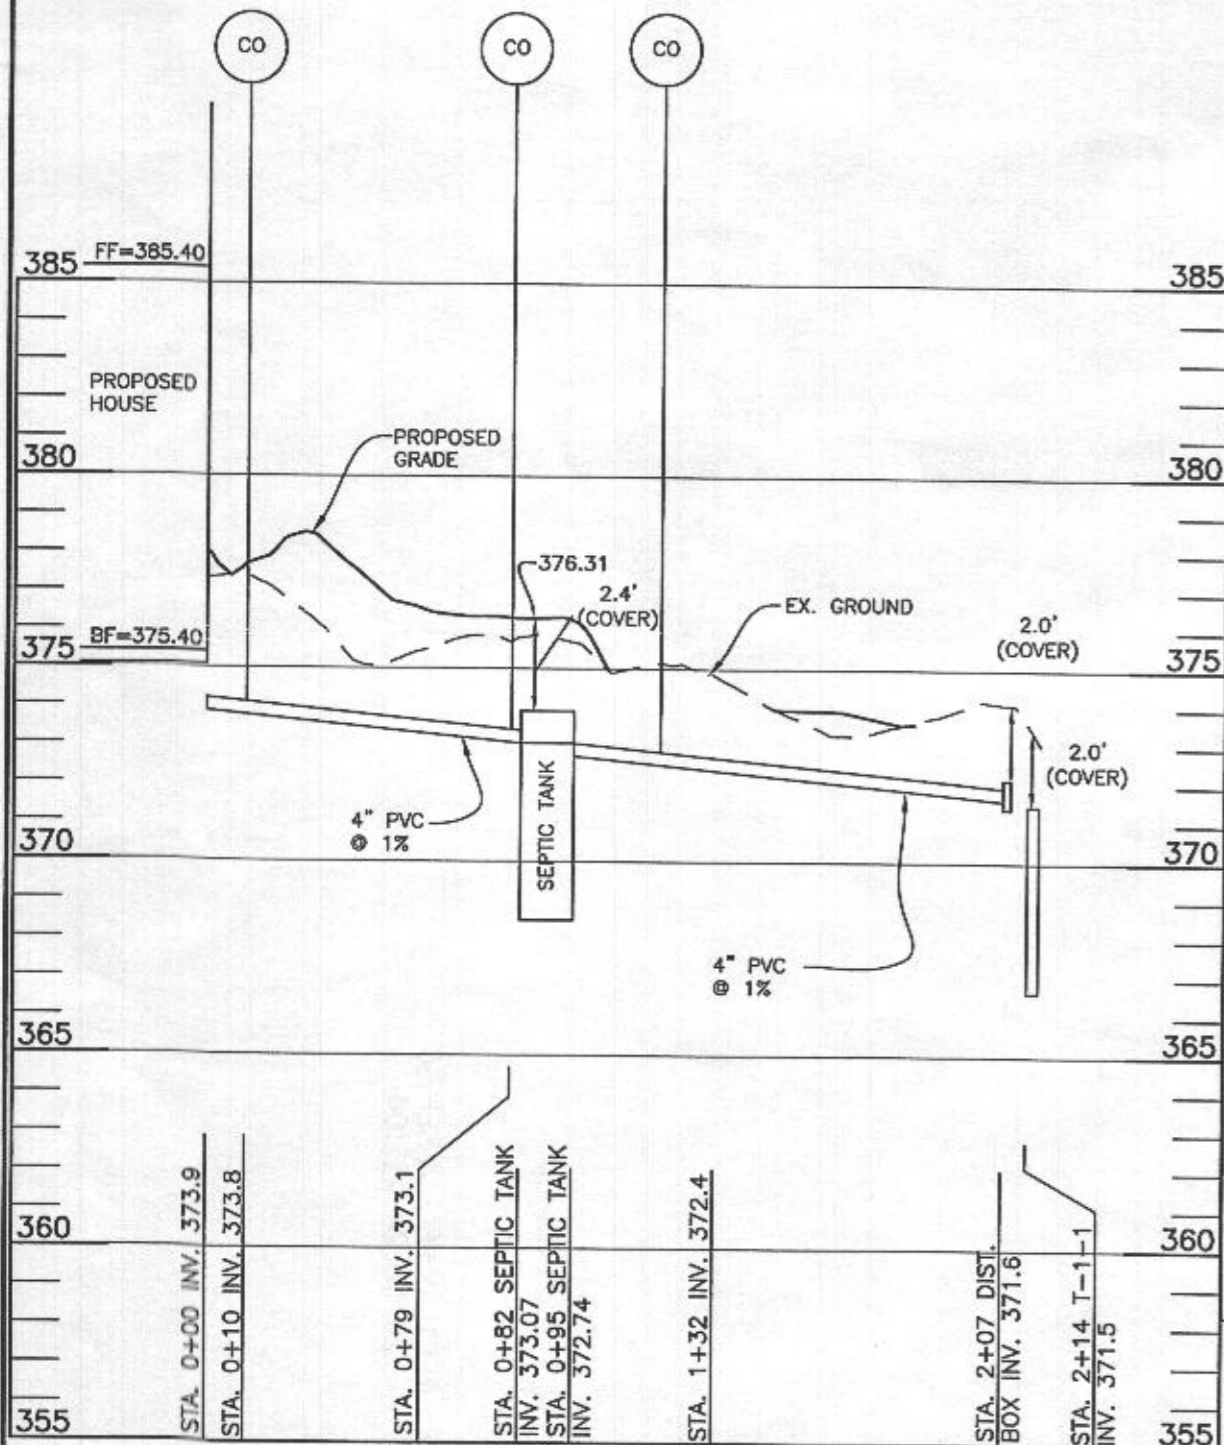 CO
CO
CO
FF=385.40
385
385
PROPOSED
HOUSE
PROPOSED
GRADE
380
380
376.31
2.4'
(COVER)
EX. GROUND
2.0'
(COVER)
BF=375.40
375
375
2.0'
(COVER)
4" PVC
@ 1%
SEPTIC TANK
370
370
4" PVC
@ 1%
365
365
STA. 0+00 INV. 373.9
STA. 0+10 INV. 373.8
STA. 0+79 INV. 373.1
STA. 0+82 SEPTIC TANK
INV. 373.07
STA. 0+95 SEPTIC TANK
INV. 372.74
STA. 1+32 INV. 372.4
STA. 2+07 DIST.
BOX INV. 371.6
STA. 2+14 T-1-1
INV. 371.5
360
360
355
355